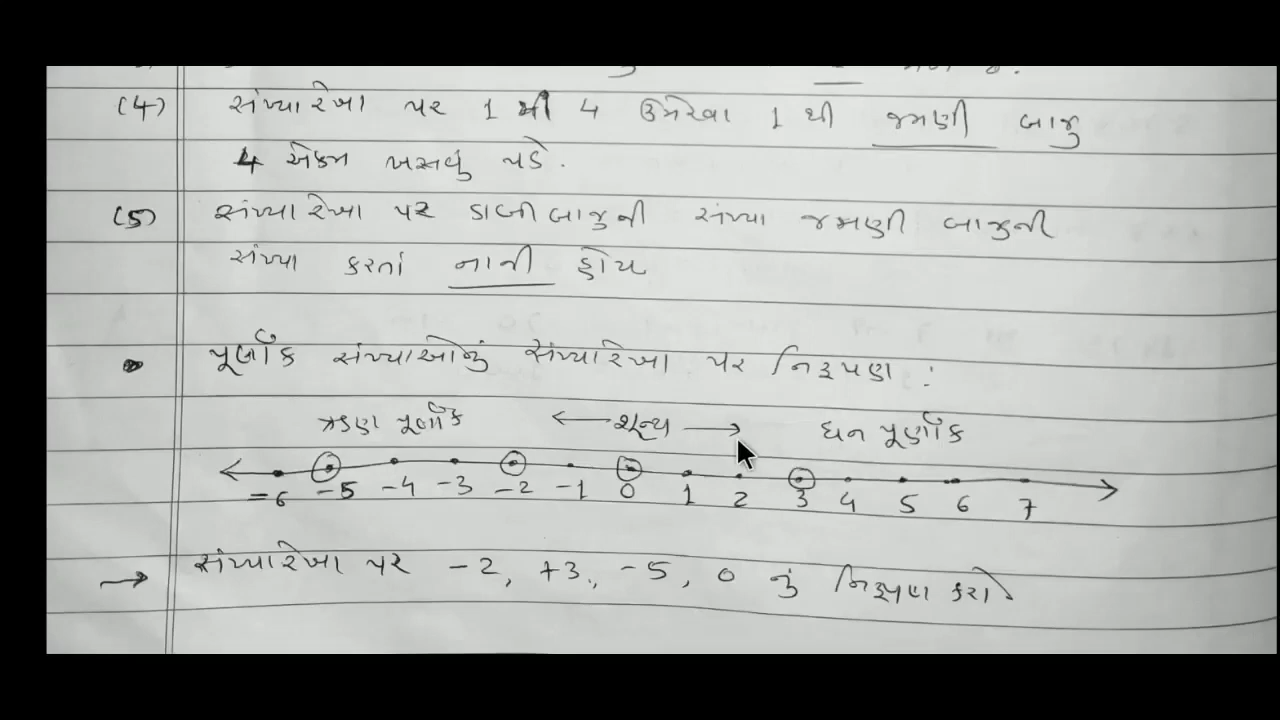 (4) સંખ્યારેખા પર 1 માં 4 ઉમેરવા 1 થી જમણી બાજુ
4 એકમ ખસવું પડે.
(5) સંખ્યારેખા પર ડાબીબાજુની સંખ્યા જમણી બાજુની
સંખ્યા કરતાં નાની હોય
• પૂર્ણાંક સંખ્યાઓનું સંખ્યારેખા પર નિરૂપણ :
ઋણ પૂર્ણાંક ← શૂન્ય → ધન પૂર્ણાંક
-6 -5 -4 -3 -2 -1 0 1 2 3 4 5 6 7
→ સંખ્યારેખા પર -2, +3, -5, 0 નું નિરૂપણ કરો